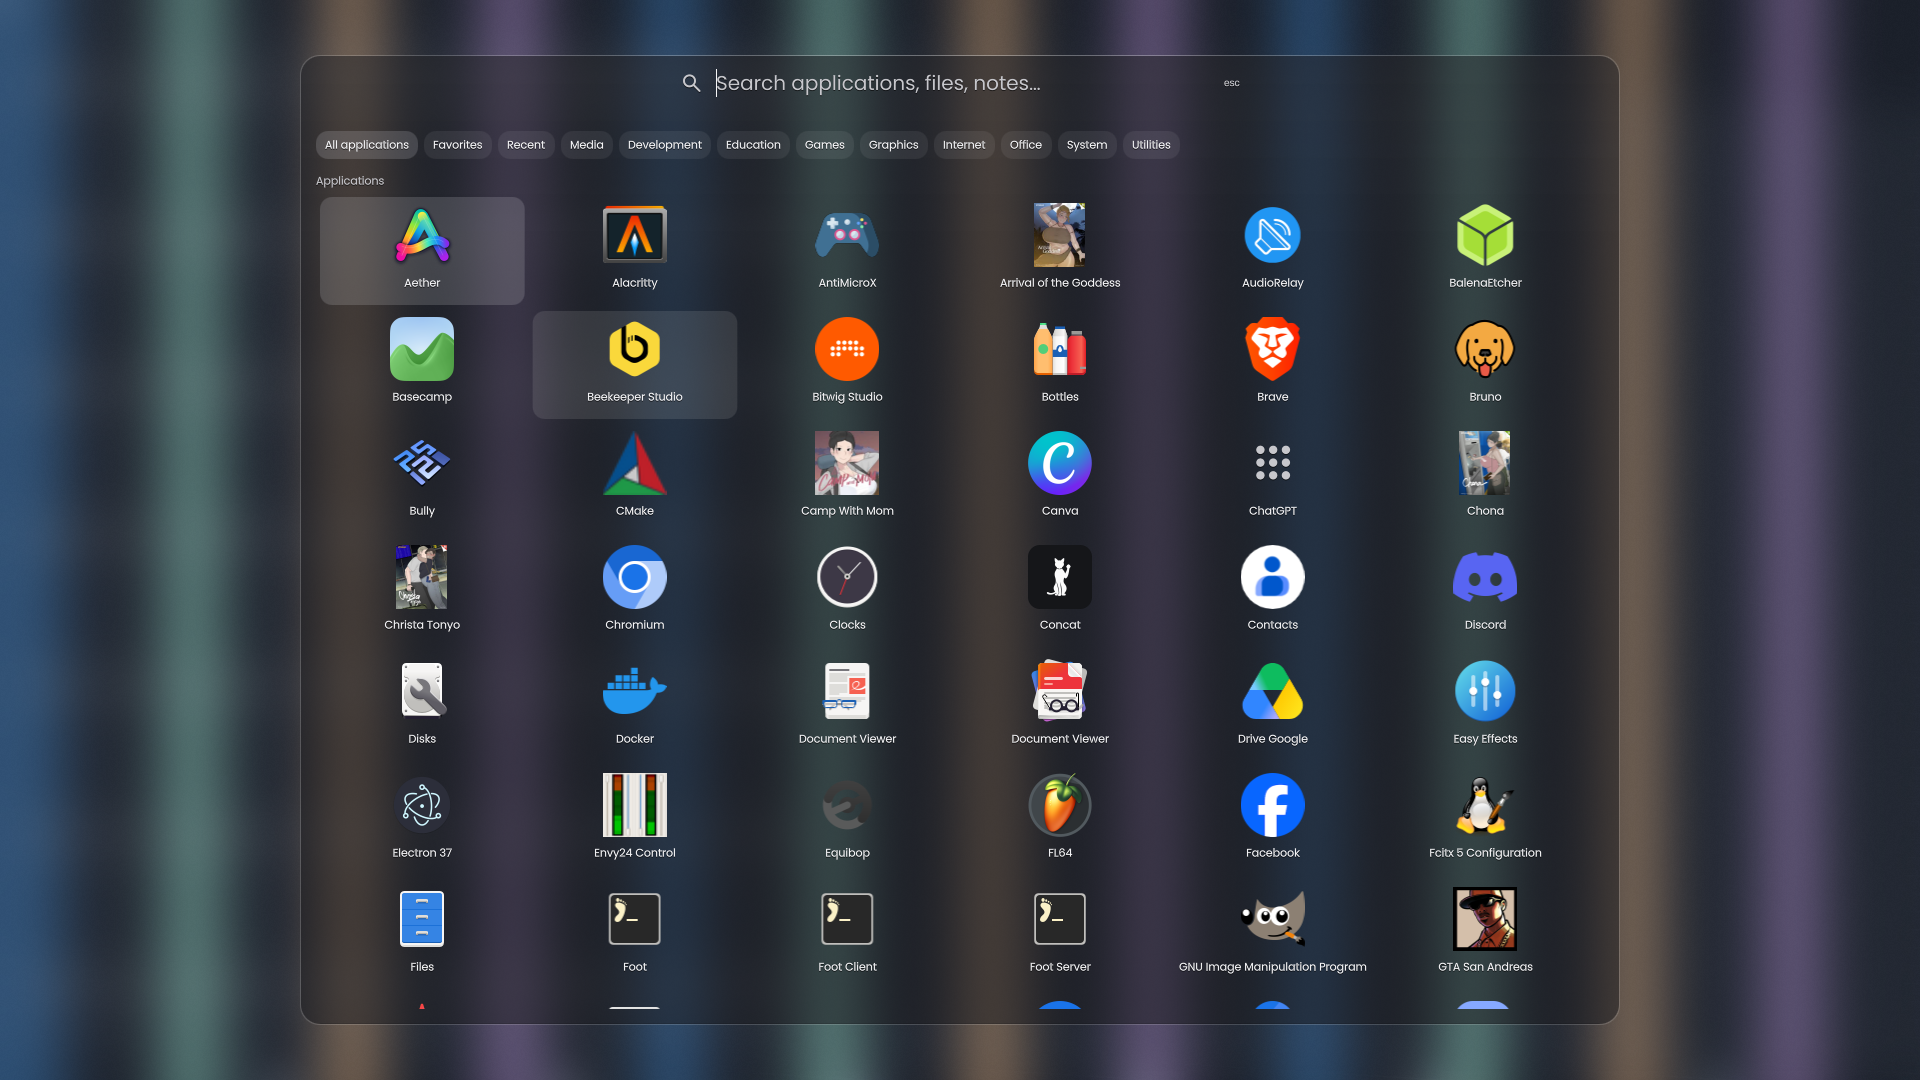 Search applications, files, notes...
esc
All applications Favorites Recent Media Development Education Games Graphics Internet Office System Utilities
Applications
Aether Alacritty AntiMicroX Arrival of the Goddess AudioRelay BalenaEtcher
Basecamp Beekeeper Studio Bitwig Studio Bottles Brave Bruno
Bully CMake Camp With Mom Canva ChatGPT Chona
Christa Tonyo Chromium Clocks Concat Contacts Discord
Disks Docker Document Viewer Document Viewer Drive Google Easy Effects
Electron 37 Envy24 Control Equibop FL64 Facebook Fcitx 5 Configuration
Files Foot Foot Client Foot Server GNU Image Manipulation Program GTA San Andreas